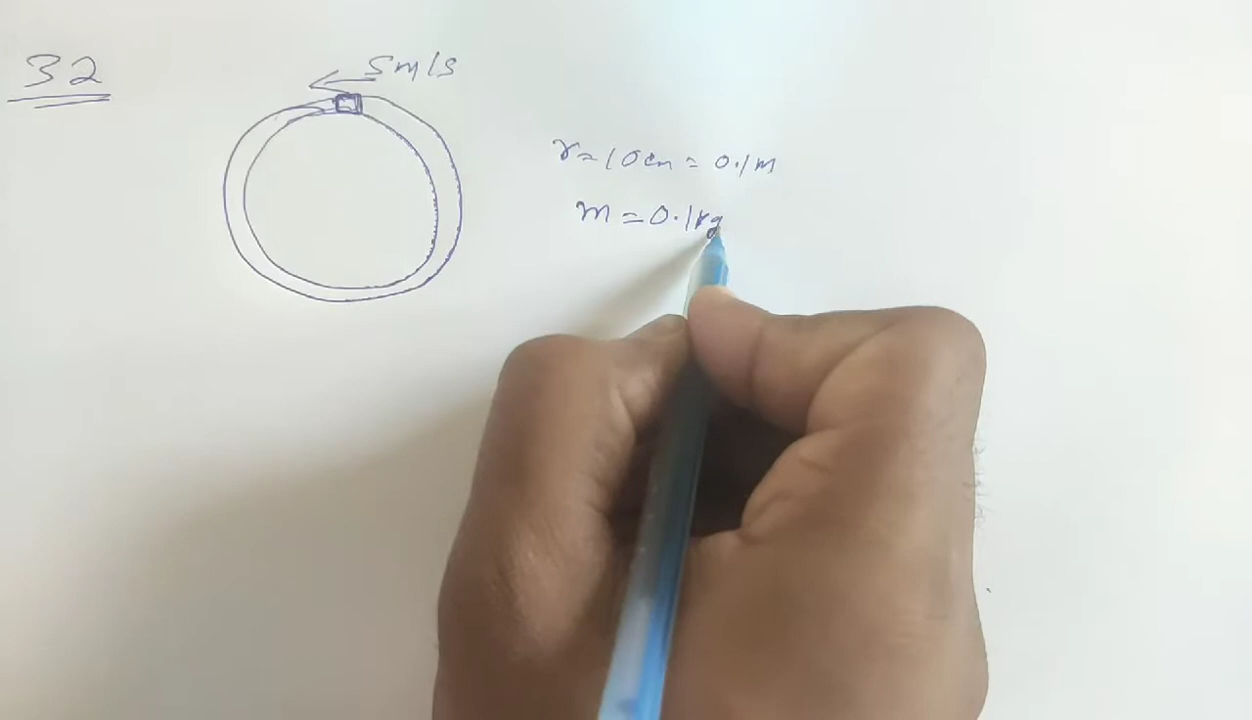 32
5m/s
r=10cm = 0.1m
m = 0.1kg